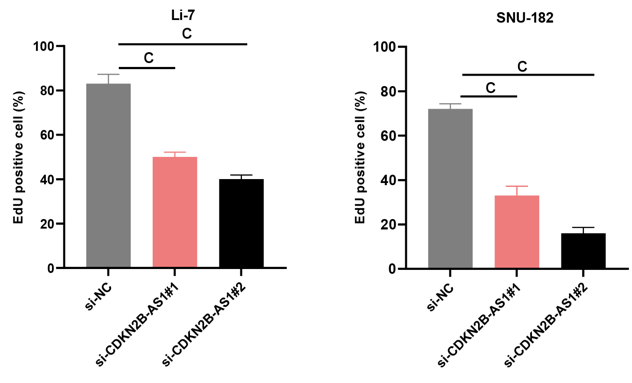 Li-7
C
C
EdU positive cell (%)
100
80
60
40
20
0
si-NC
si-CDKN2B-AS1#1
si-CDKN2B-AS1#2
SNU-182
C
C
EdU positive cell (%)
100
80
60
40
20
0
si-NC
si-CDKN2B-AS1#1
si-CDKN2B-AS1#2